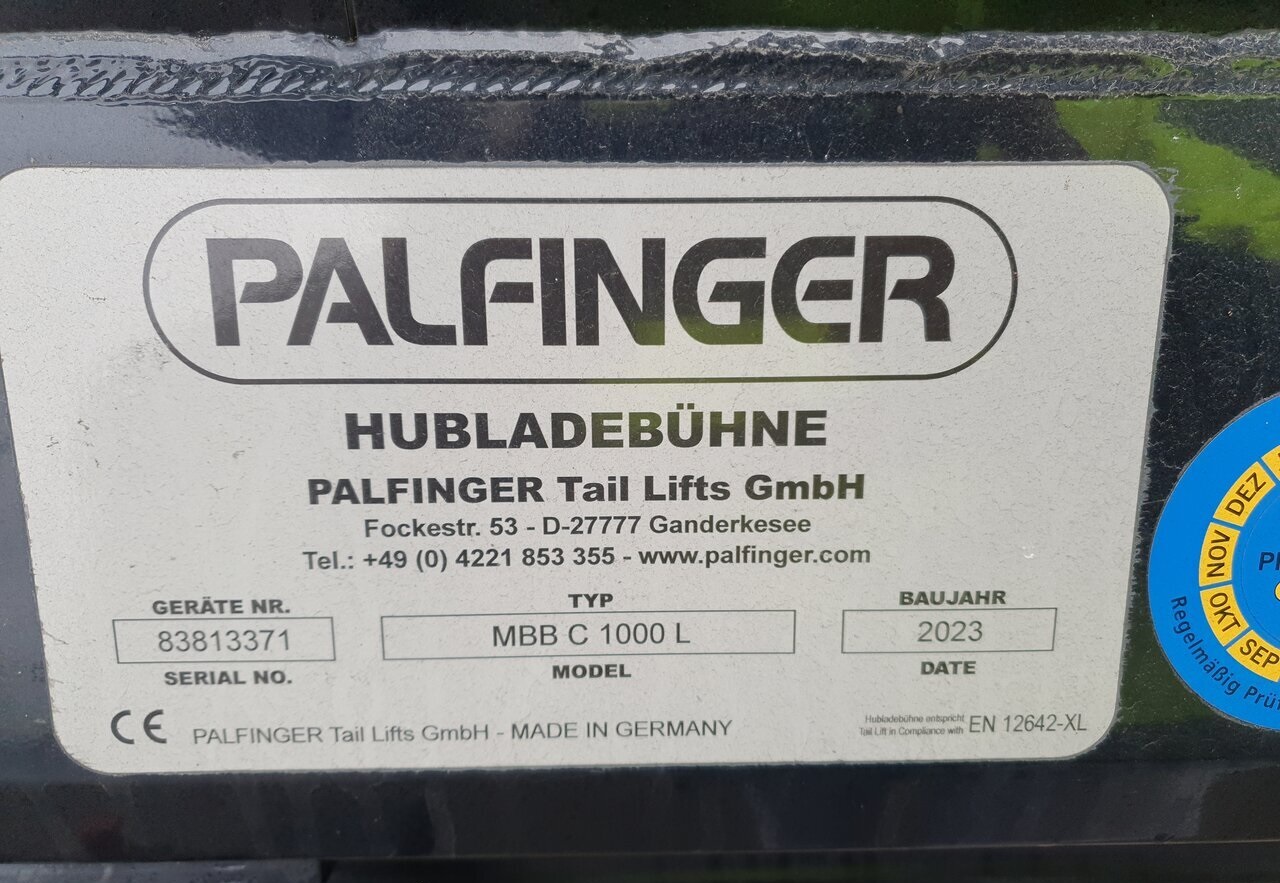 PALFINGER
HUBLADEBÜHNE
PALFINGER Tail Lifts GmbH
Fockestr. 53 - D-27777 Ganderkesee
Tel.: +49 (0) 4221 853 355 - www.palfinger.com
GERÄTE NR. TYP BAUJAHR
83813371 MBB C 1000 L 2023
SERIAL NO. MODEL DATE
CE PALFINGER Tail Lifts GmbH - MADE IN GERMANY
Hubladebühne entspricht
Tail Lift in Compliance with EN 12642-XL
DEZ
NOV
OKT
SEP
Regelmäßig